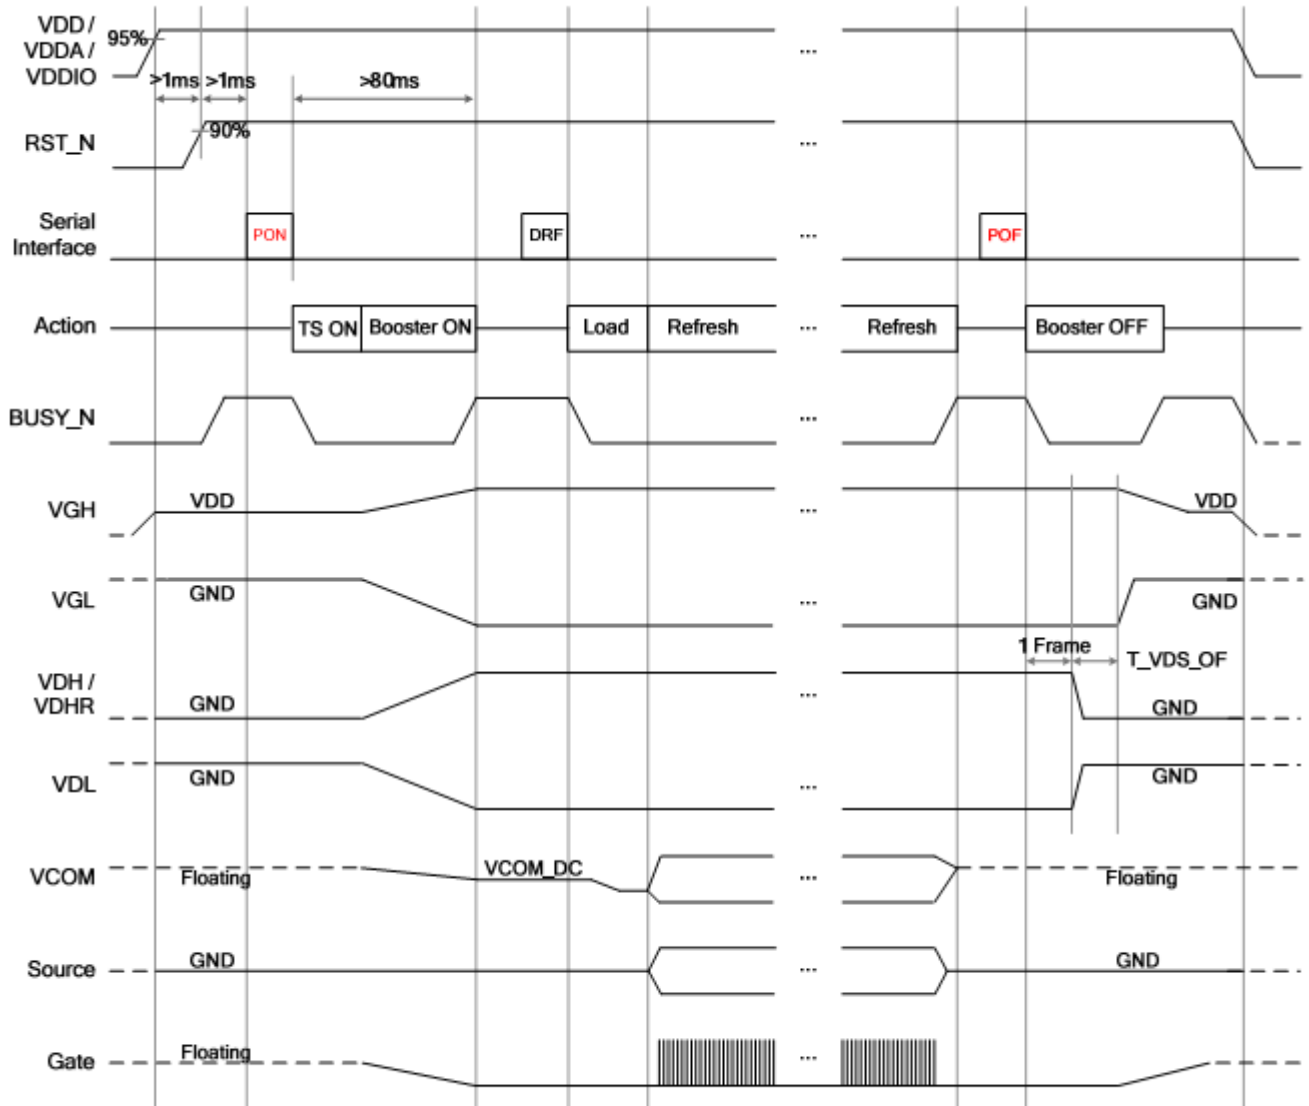 VDD /
VDDA /
VDDIO
95%
>1ms >1ms
>80ms
...
RST_N
90%
...
Serial
Interface
PON
DRF
...
POF
Action
TS ON
Booster ON
Load
Refresh
...
Refresh
Booster OFF
BUSY_N
...
VGH
VDD
...
VDD
VGL
GND
...
GND
1 Frame
T_VDS_OF
VDH /
VDHR
GND
...
GND
VDL
GND
...
GND
VCOM
Floating
VCOM_DC
...
Floating
Source
GND
...
GND
Gate
Floating
...